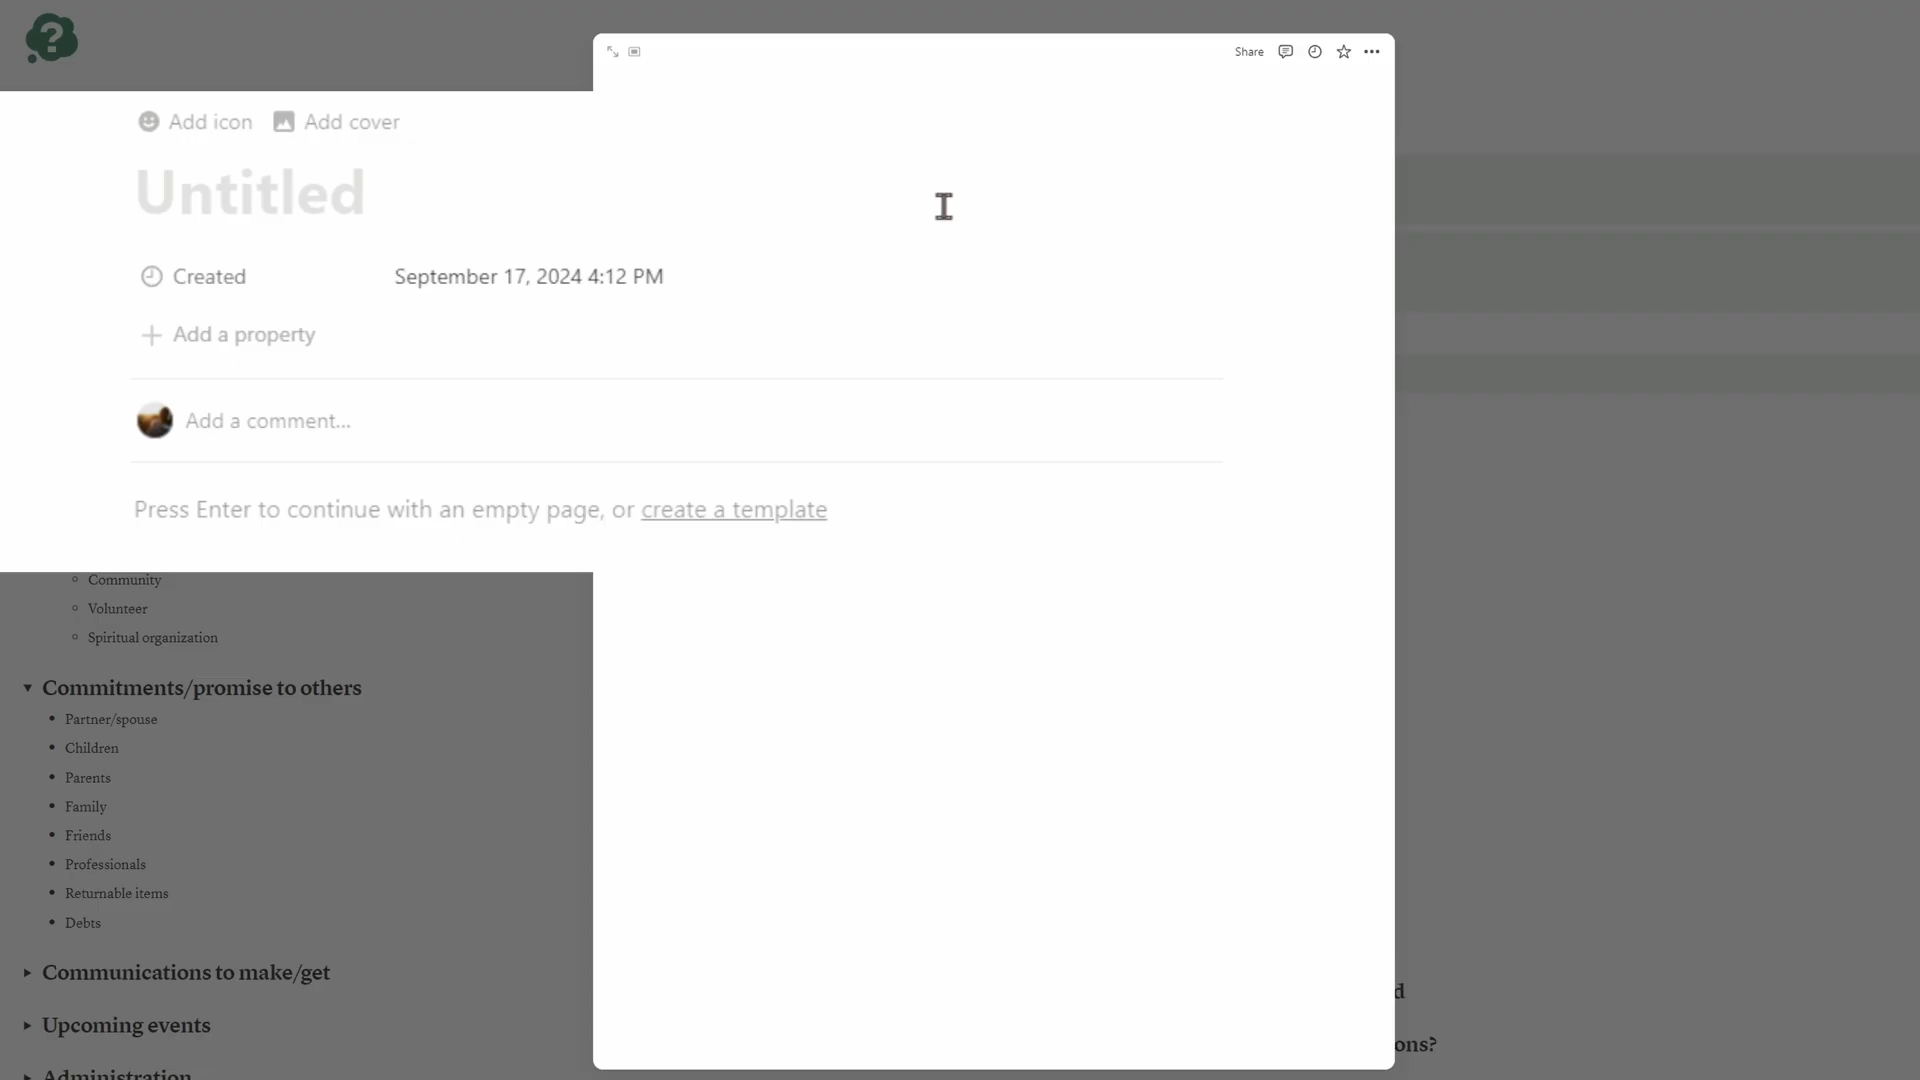 ?
Share
Add icon Add cover
Untitled
Created September 17, 2024 4:12 PM
Add a property
Add a comment...
Press Enter to continue with an empty page, or create a template
Community
Volunteer
Spiritual organization
Commitments/promise to others
Partner/spouse
Children
Parents
Family
Friends
Professionals
Returnable items
Debts
Communications to make/get
Upcoming events
Administration
d
ons?